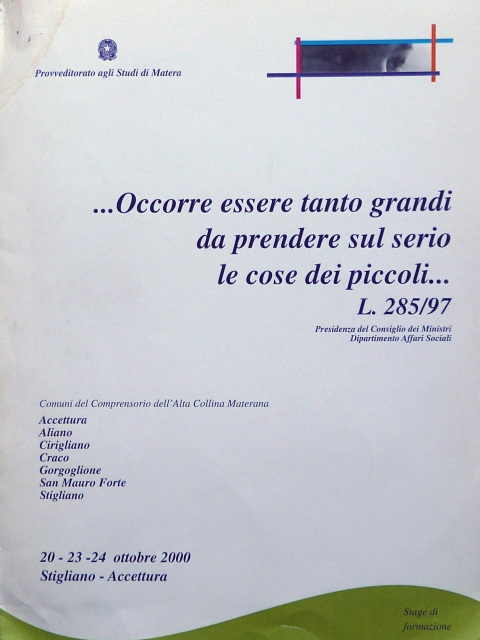 Provveditorato agli Studi di Matera
...Occorre essere tanto grandi
da prendere sul serio
le cose dei piccoli...
L. 285/97
Presidenza del Consiglio dei Ministri
Dipartimento Affari Sociali
Comuni del Comprensorio dell'Alta Collina Materana
Accettura
Aliano
Cirigliano
Craco
Gorgoglione
San Mauro Forte
Stigliano
20 - 23 -24 ottobre 2000
Stigliano - Accettura
Stage di
formazione